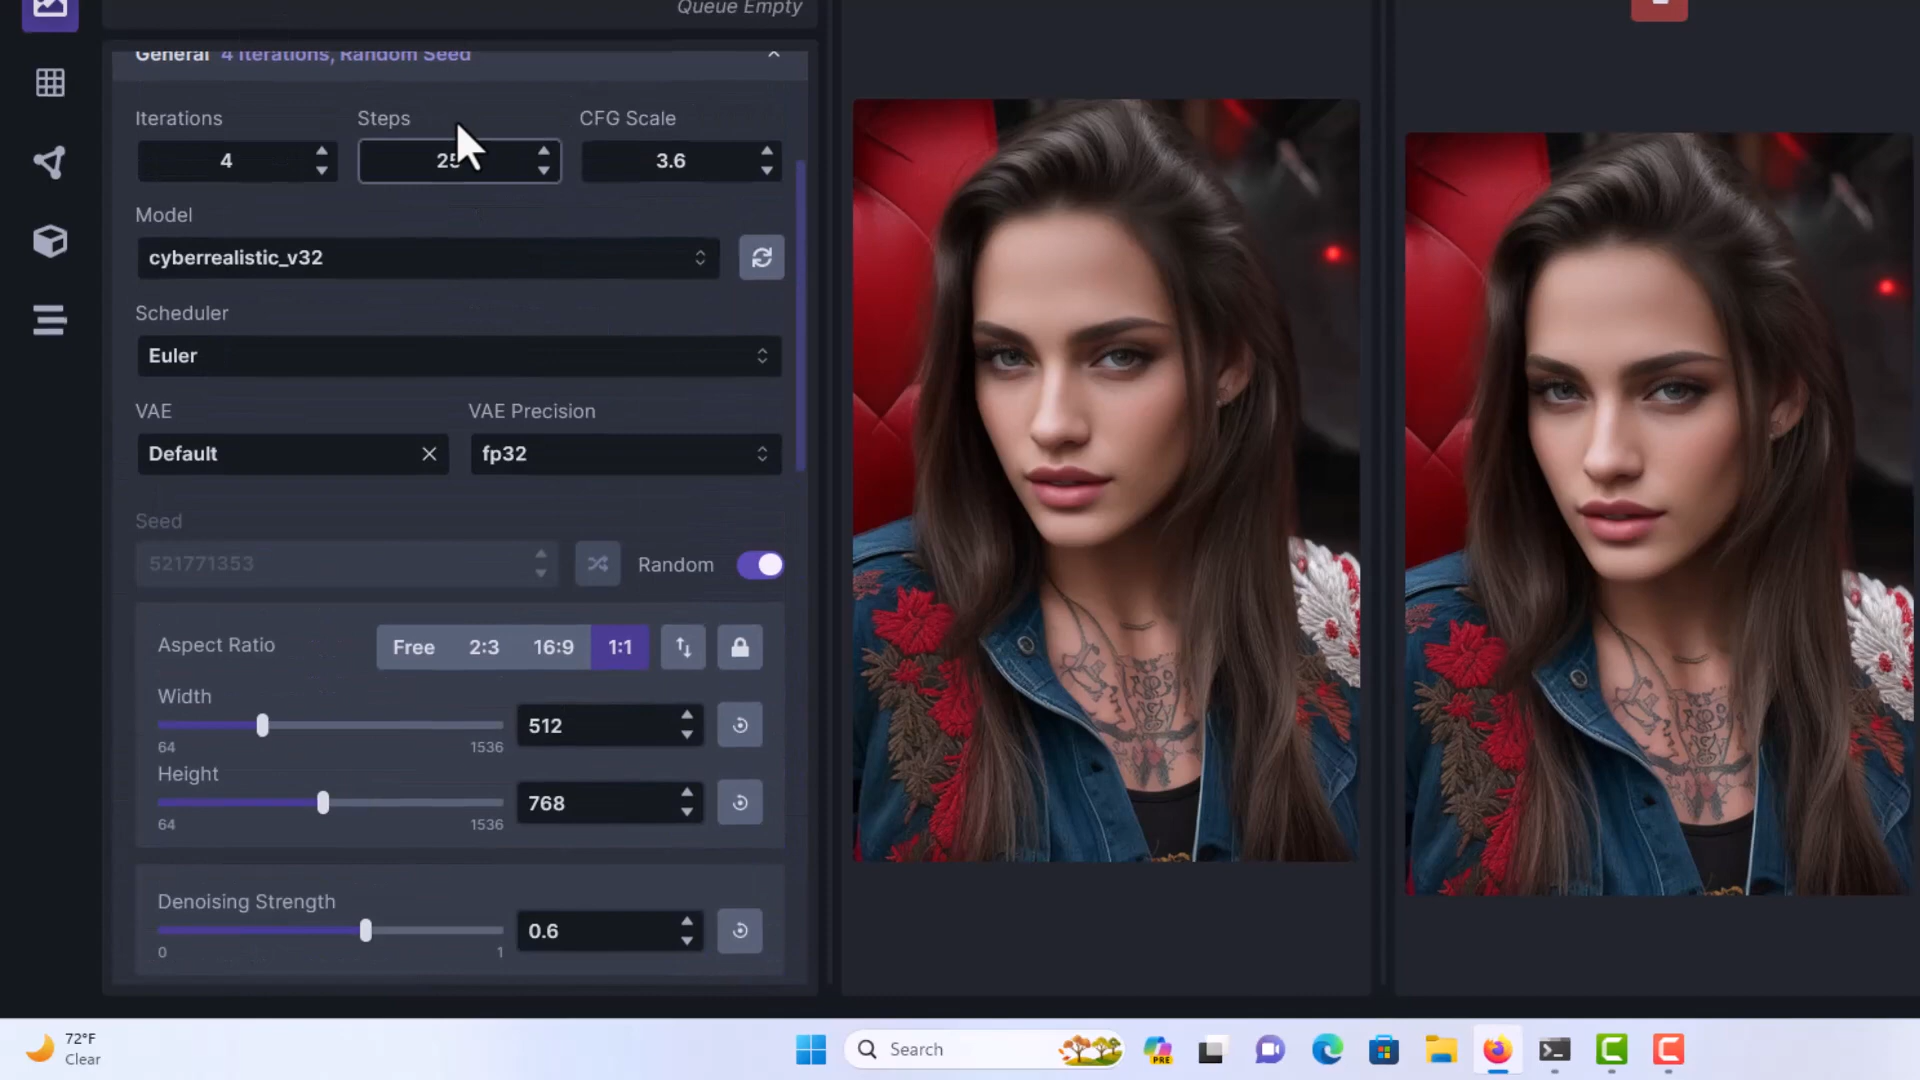 Queue Empty
General 4 Iterations, Random Seed
Iterations Steps CFG Scale
4 25 3.6
Model
cyberrealistic_v32
Scheduler
Euler
VAE VAE Precision
Default fp32
Seed
521771353 Random
Aspect Ratio Free 2:3 16:9 1:1
Width
512
64 1536
Height
768
64 1536
Denoising Strength
0.6
0 1
72°F
Clear
Search
PRE